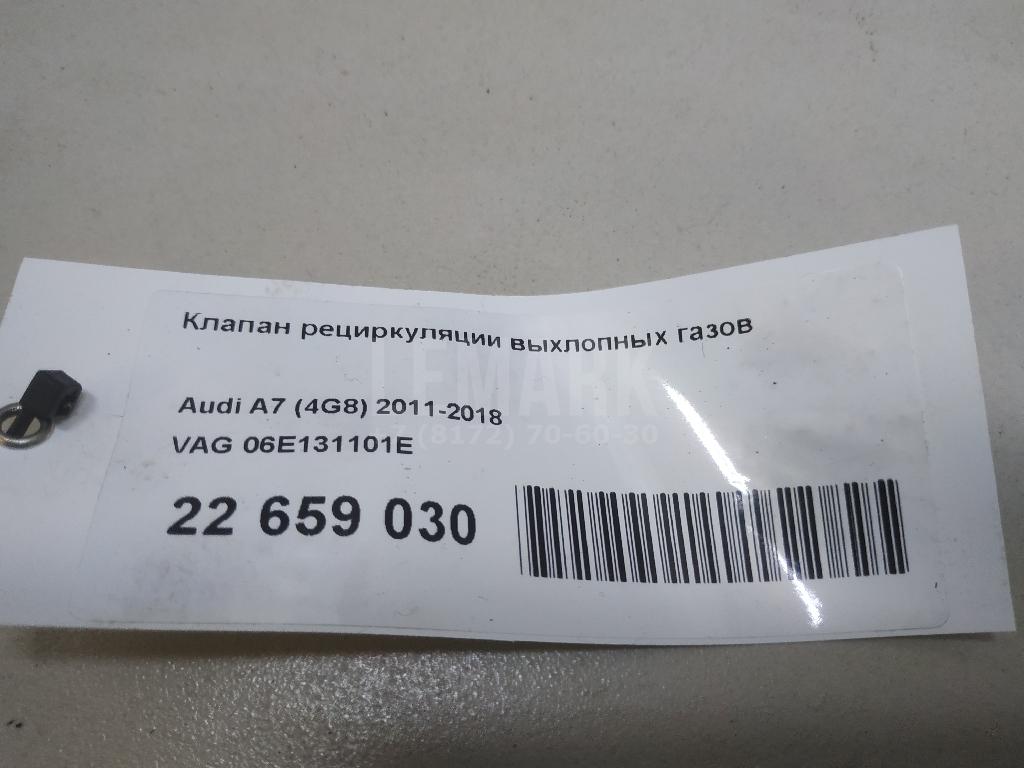 Клапан рециркуляции выхлопных газов
LEMARK
Audi A7 (4G8) 2011-2018
+7 (8172) 70-60-30
VAG 06E131101E
22 659 030